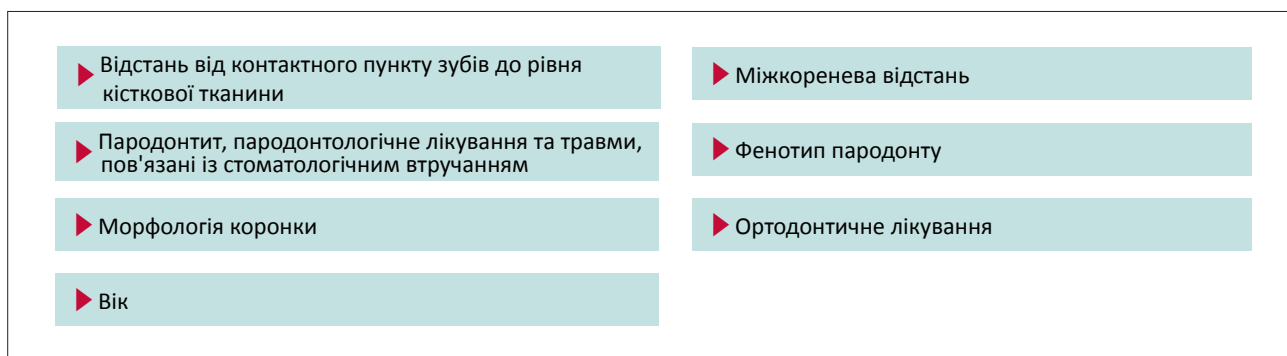 Відстань від контактного пункту зубів до рівня
кісткової тканини
Пародонтит, пародонтологічне лікування та травми,
пов'язані із стоматологічним втручанням
Морфологія коронки
Вік
Міжкоренева відстань
Фенотип пародонту
Ортодонтичне лікування